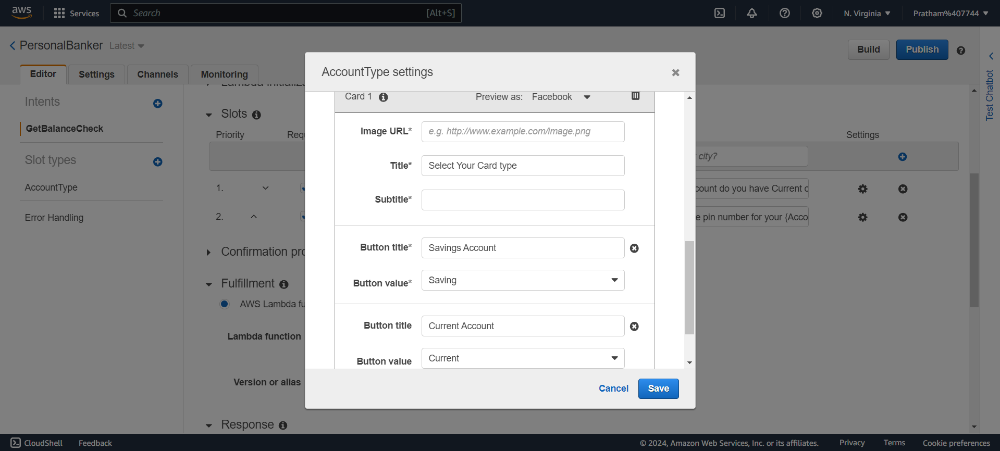 aws
Services
Search
[Alt+S]
N. Virginia
Pratham%407744
PersonalBanker
Latest
Build
Publish
Editor
Settings
Channels
Monitoring
Intents
GetBalanceCheck
Slot types
AccountType
Error Handling
Slots
Priority
Settings
city?
1.
count do you have Current
2.
pin number for your {Acco
Confirmation
Fulfillment
AWS Lambda
Lambda function
Version or alias
Response
Test Chatbot
AccountType settings
Card 1
Preview as: Facebook
Image URL*
e.g. http://www.example.com/image.png
Title*
Select Your Card type
Subtitle*
Button title*
Savings Account
Button value*
Saving
Button title
Current Account
Button value
Current
Cancel
Save
CloudShell
Feedback
© 2024, Amazon Web Services, Inc. or its affiliates.
Privacy
Terms
Cookie preferences